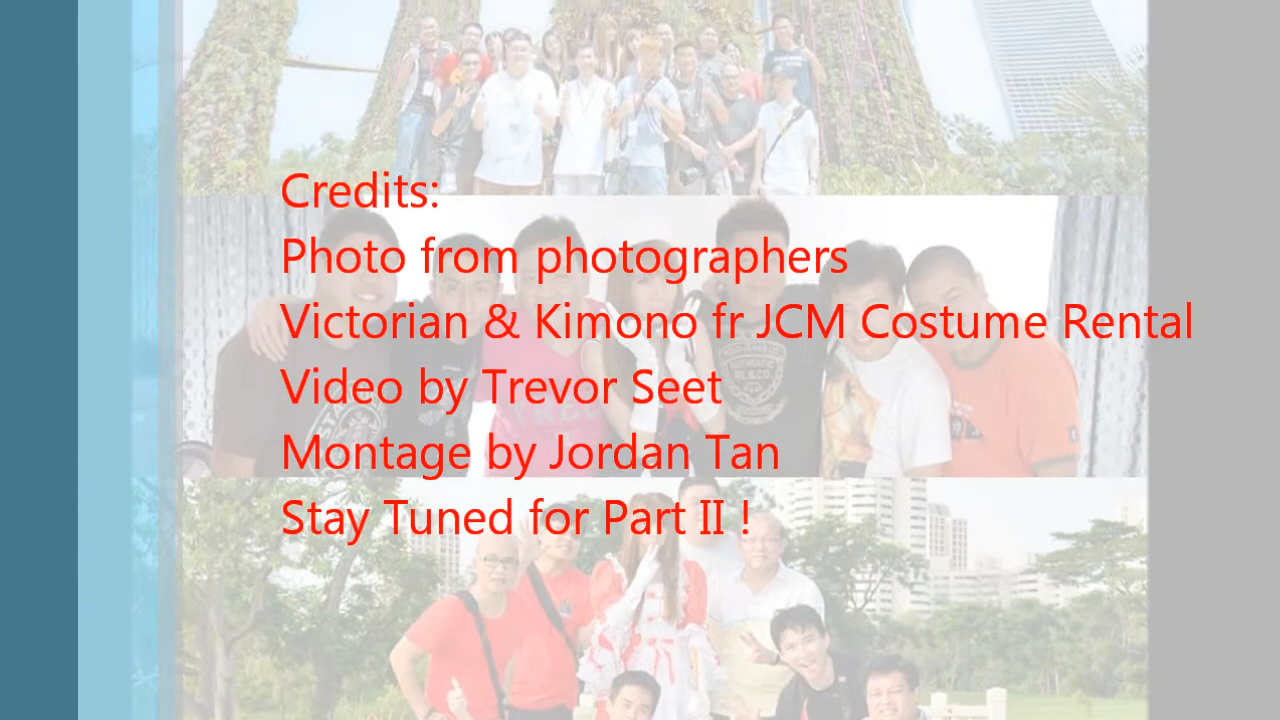 Credits:
Photo from photographers
Victorian & Kimono fr JCM Costume Rental
Video by Trevor Seet
Montage by Jordan Tan
Stay Tuned for Part II !